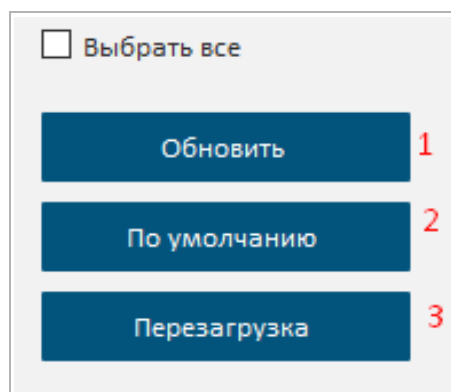 Выбрать все
Обновить 1
По умолчанию 2
Перезагрузка 3